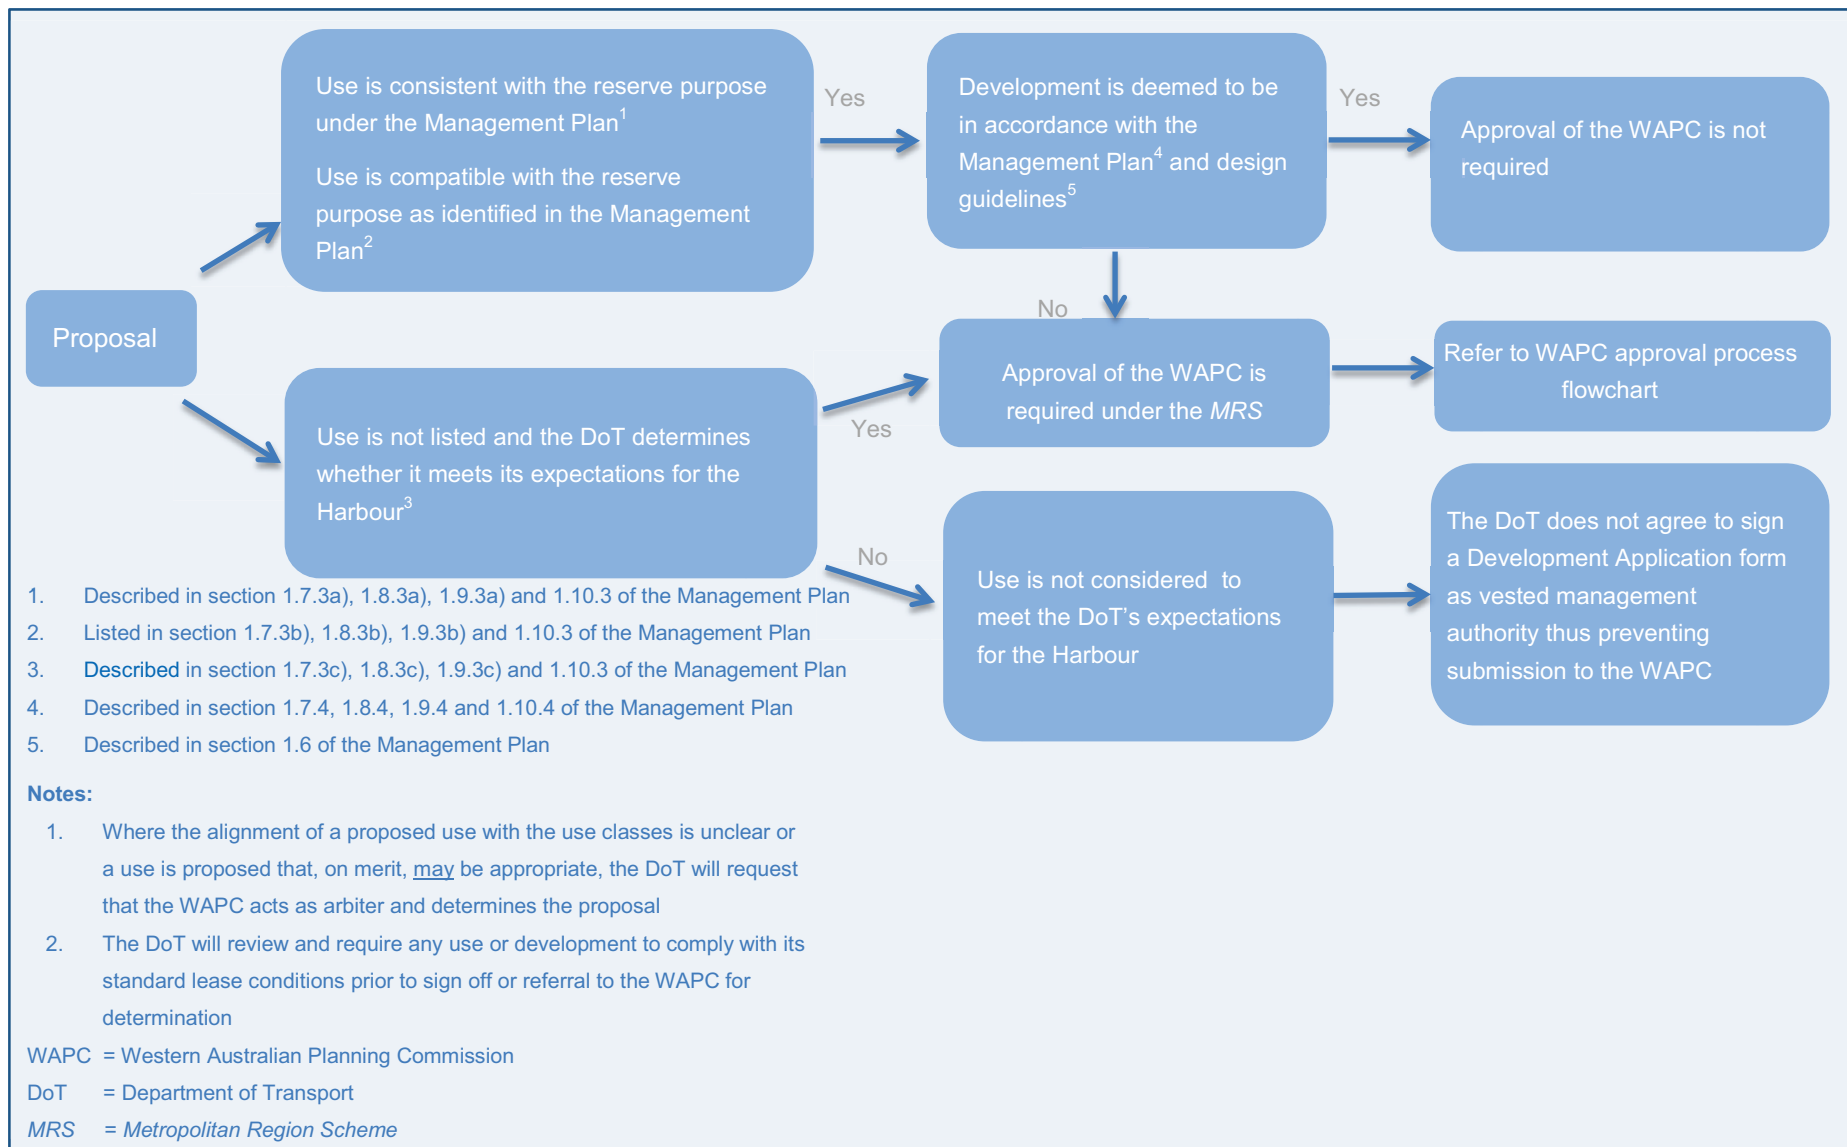 Proposal
Use is consistent with the reserve purpose
under the Management Plan1
Use is compatible with the reserve
purpose as identified in the Management
Plan2
Yes
Development is deemed to be
in accordance with the
Management Plan4 and design
guidelines5
Yes
Approval of the WAPC is not
required
No
Use is not listed and the DoT determines
whether it meets its expectations for the
Harbour3
Yes
Approval of the WAPC is
required under the MRS
Refer to WAPC approval process
flowchart
No
Use is not considered to
meet the DoT’s expectations
for the Harbour
The DoT does not agree to sign
a Development Application form
as vested management
authority thus preventing
submission to the WAPC
1. Described in section 1.7.3a), 1.8.3a), 1.9.3a) and 1.10.3 of the Management Plan
2. Listed in section 1.7.3b), 1.8.3b), 1.9.3b) and 1.10.3 of the Management Plan
3. Described in section 1.7.3c), 1.8.3c), 1.9.3c) and 1.10.3 of the Management Plan
4. Described in section 1.7.4, 1.8.4, 1.9.4 and 1.10.4 of the Management Plan
5. Described in section 1.6 of the Management Plan
Notes:
1. Where the alignment of a proposed use with the use classes is unclear or
a use is proposed that, on merit, may be appropriate, the DoT will request
that the WAPC acts as arbiter and determines the proposal
2. The DoT will review and require any use or development to comply with its
standard lease conditions prior to sign off or referral to the WAPC for
determination
WAPC = Western Australian Planning Commission
DoT = Department of Transport
MRS = Metropolitan Region Scheme